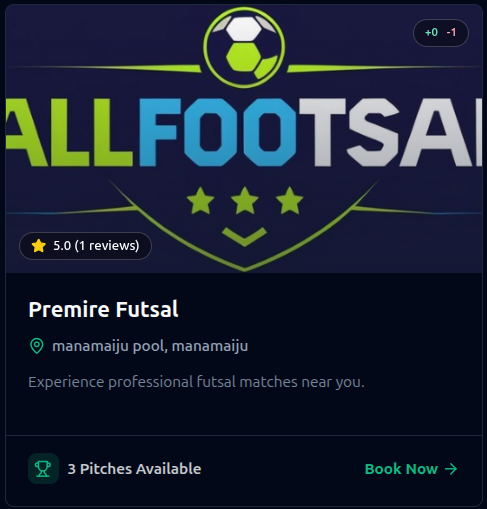 +0 -1
ALLFOOTSAL
5.0 (1 reviews)
Premire Futsal
manamaiju pool, manamaiju
Experience professional futsal matches near you.
3 Pitches Available
Book Now →